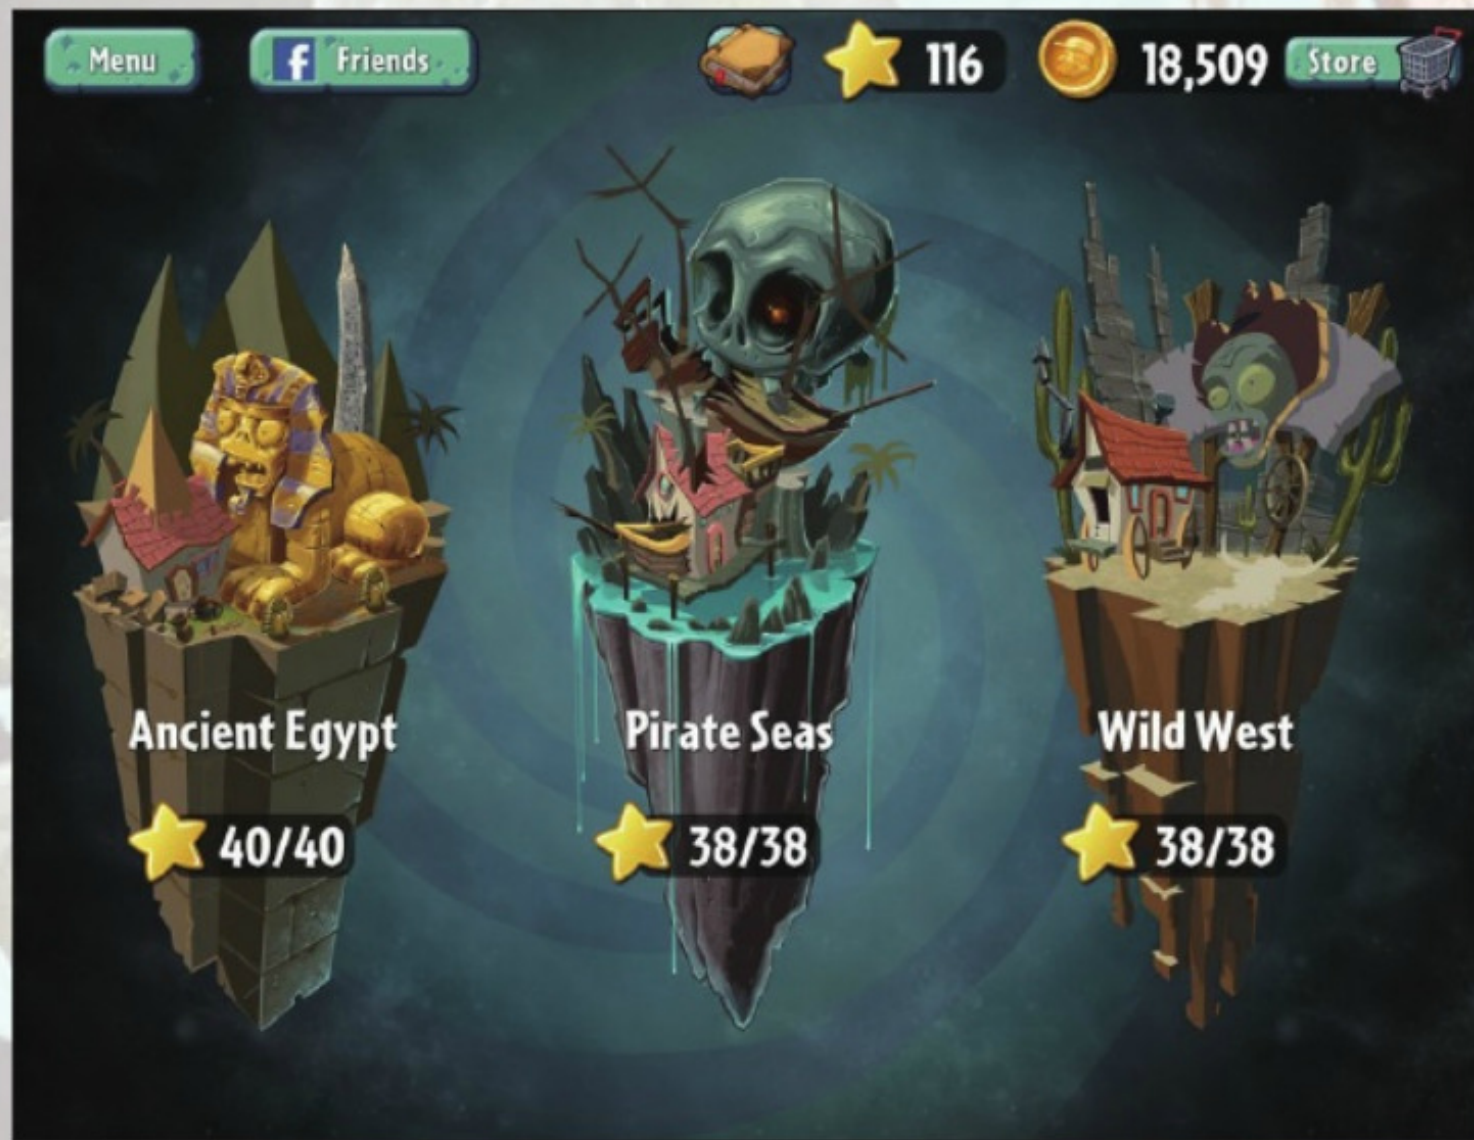 Menu
f Friends
116
18,509
Store
Ancient Egypt
Pirate Seas
Wild West
40/40
38/38
38/38